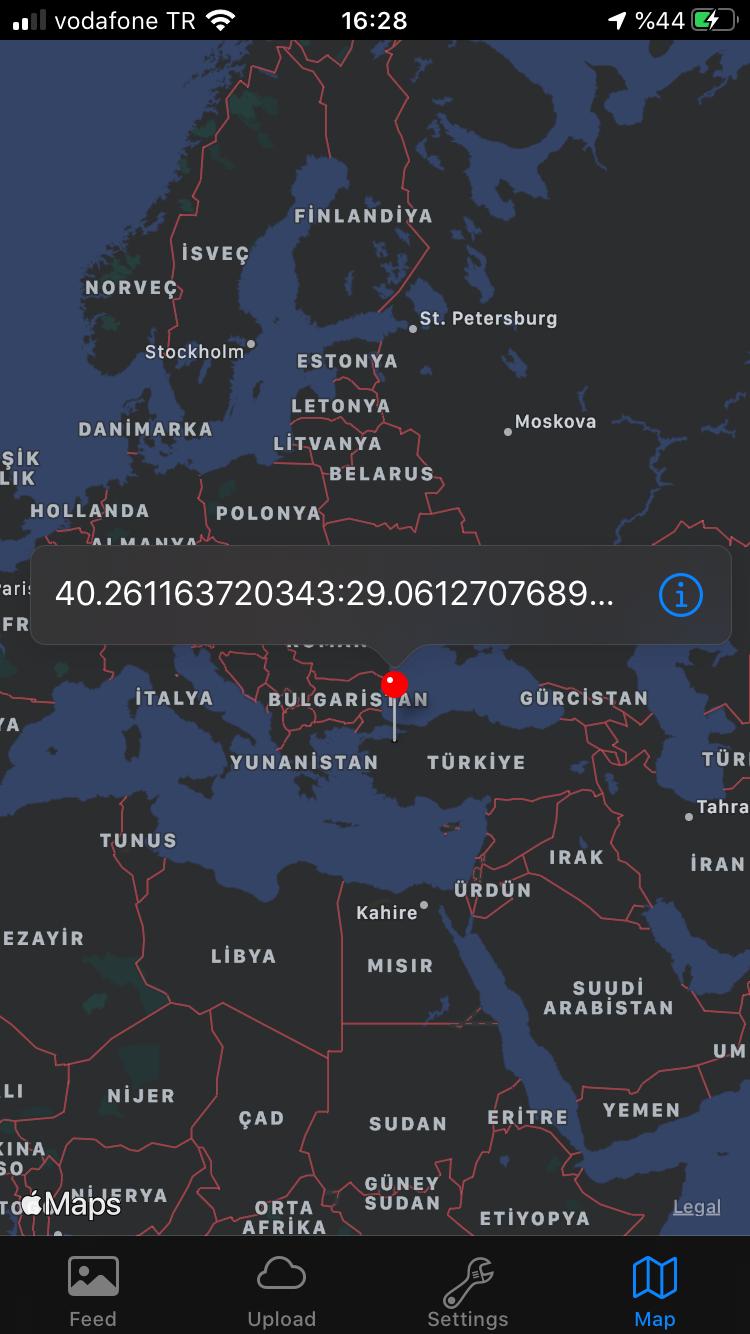 vodafone TR
16:28
%44
FİNLANDİYA
İSVEÇ
NORVEÇ
St. Petersburg
Stockholm
ESTONYA
LETONYA
Moskova
DANİMARKA
LİTVANYA
ŞİK
LIK
BELARUS
HOLLANDA
POLONYA
ALMANYA
40.261163720343:29.0612707689...
FR
İTALYA
BULGARİSTAN
GÜRCİSTAN
YA
YUNANİSTAN
TÜRKİYE
TÜR
Tahra
TUNUS
IRAK
İRAN
ÜRDÜN
Kahire
EZAYİR
LİBYA
MISIR
SUUDİ
ARABİSTAN
UM
LI
NİJER
ÇAD
SUDAN
ERİTRE
YEMEN
KINA
SO
NİJERYA
Maps
GÜNEY
SUDAN
ORTA
AFRİKA
ETİYOPYA
Legal
Feed
Upload
Settings
Map